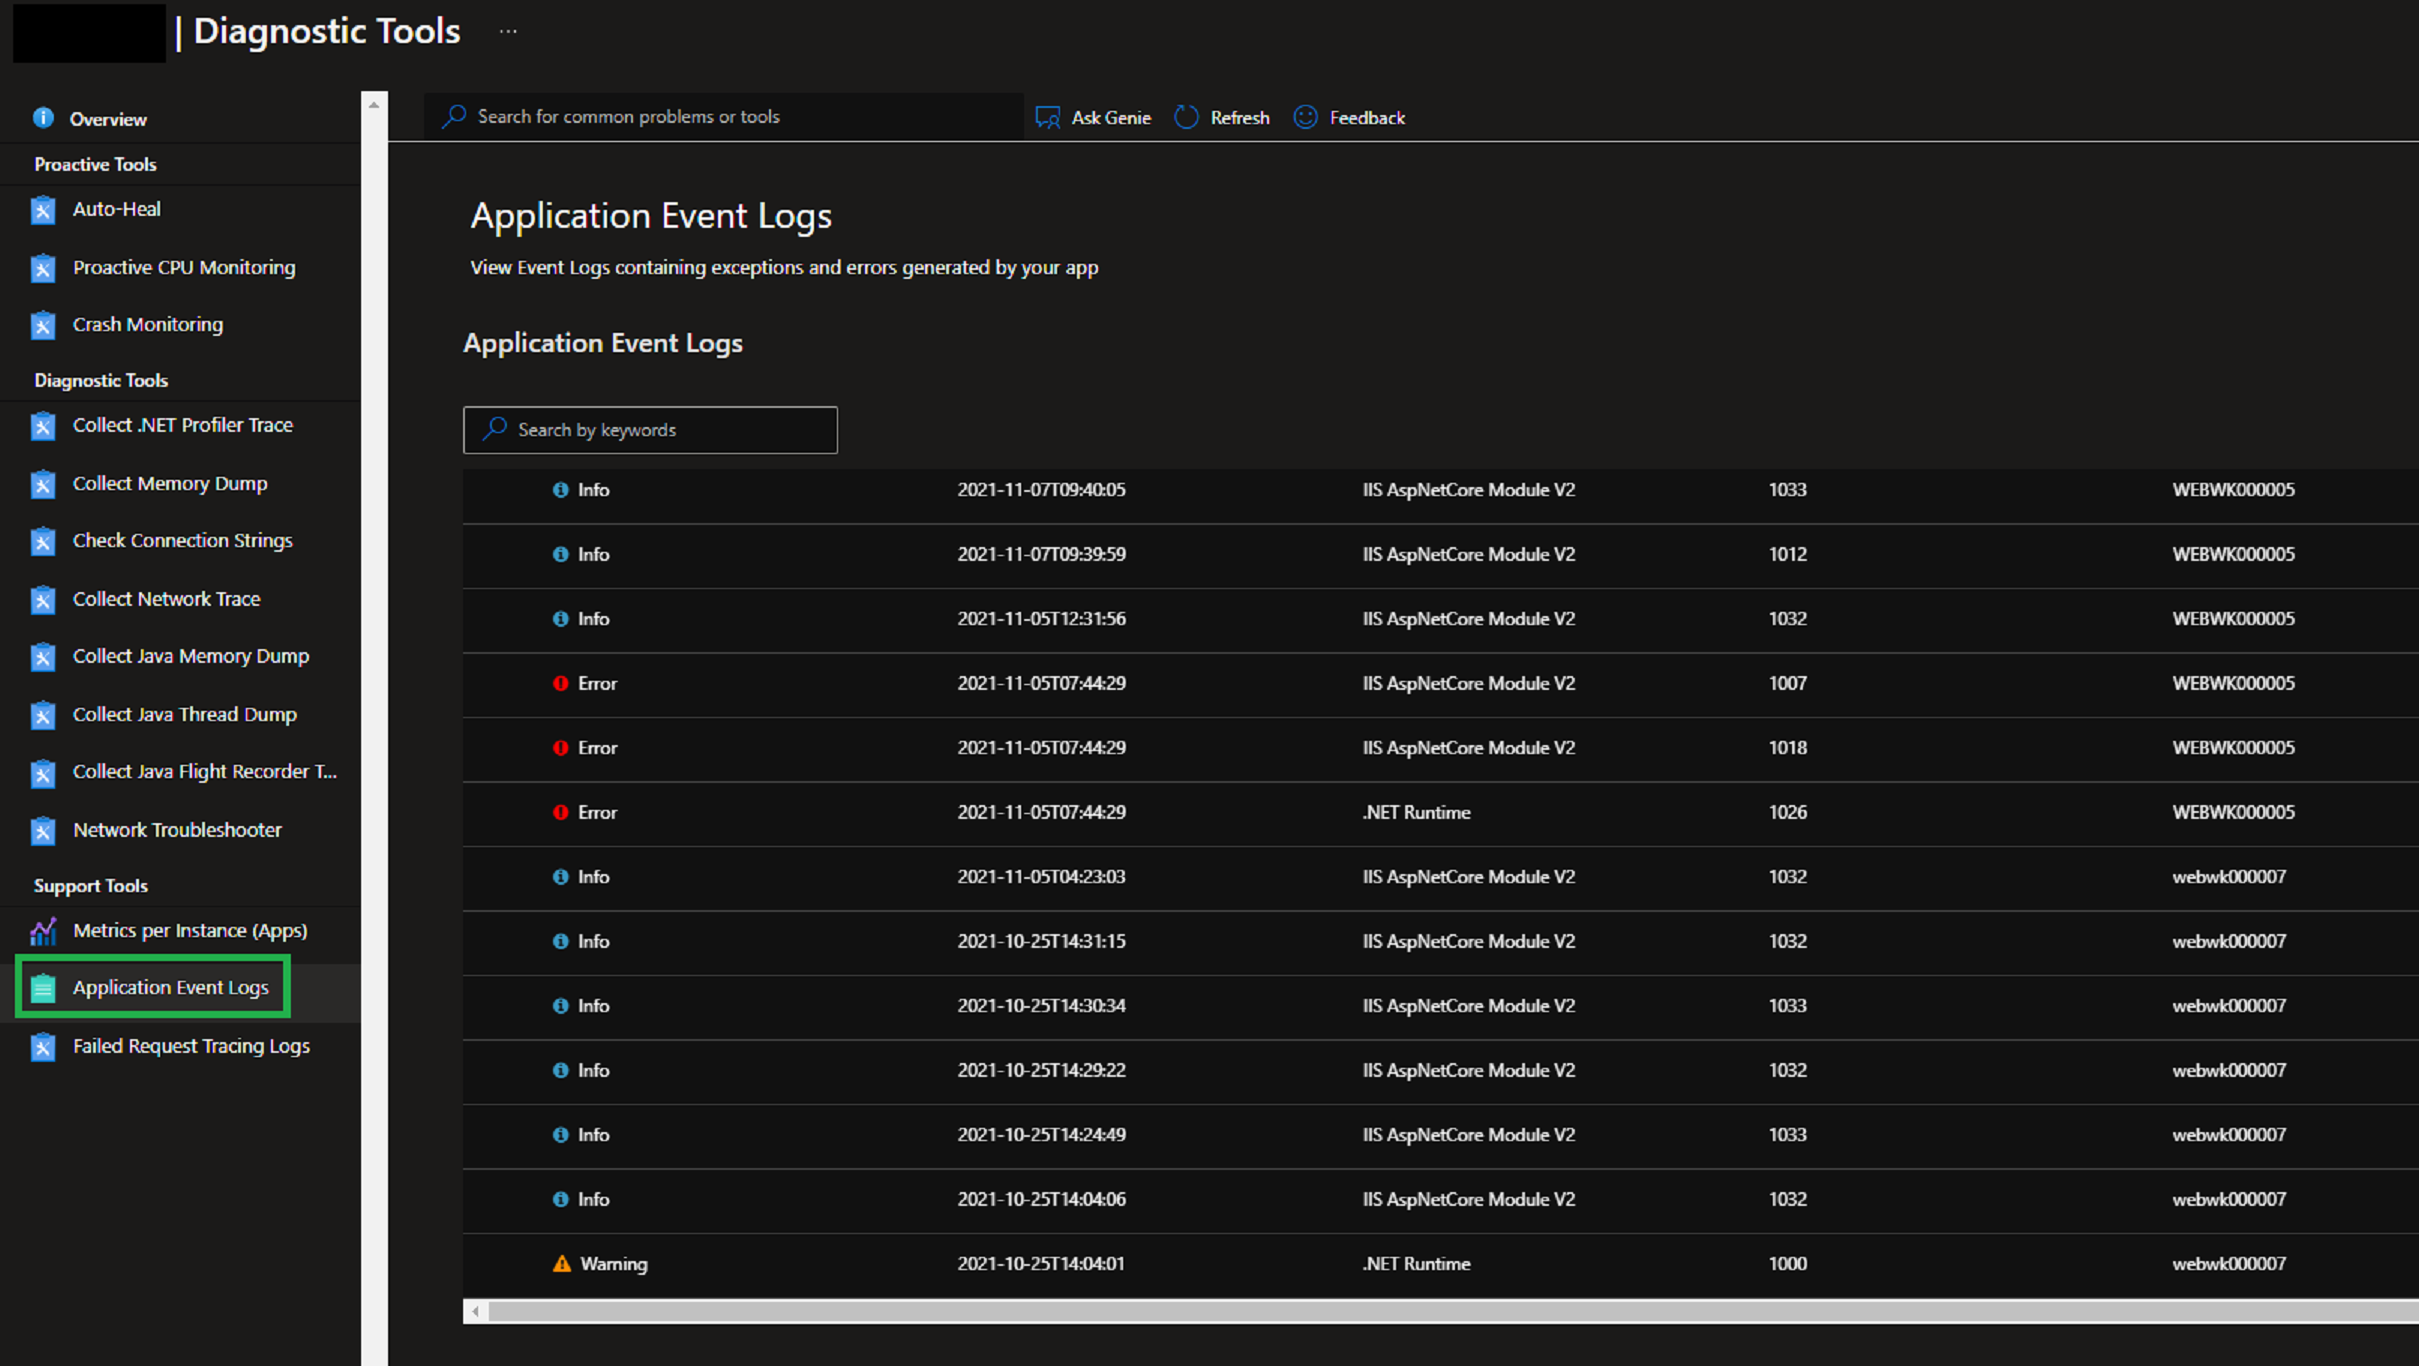 | Diagnostic Tools ...
Overview
Proactive Tools
Auto-Heal
Proactive CPU Monitoring
Crash Monitoring
Diagnostic Tools
Collect .NET Profiler Trace
Collect Memory Dump
Check Connection Strings
Collect Network Trace
Collect Java Memory Dump
Collect Java Thread Dump
Collect Java Flight Recorder T...
Network Troubleshooter
Support Tools
Metrics per Instance (Apps)
Application Event Logs
Failed Request Tracing Logs
Search for common problems or tools Ask Genie Refresh Feedback
Application Event Logs
View Event Logs containing exceptions and errors generated by your app
Application Event Logs
Search by keywords
Info 2021-11-07T09:40:05 IIS AspNetCore Module V2 1033 WEBWK000005
Info 2021-11-07T09:39:59 IIS AspNetCore Module V2 1012 WEBWK000005
Info 2021-11-05T12:31:56 IIS AspNetCore Module V2 1032 WEBWK000005
Error 2021-11-05T07:44:29 IIS AspNetCore Module V2 1007 WEBWK000005
Error 2021-11-05T07:44:29 IIS AspNetCore Module V2 1018 WEBWK000005
Error 2021-11-05T07:44:29 .NET Runtime 1026 WEBWK000005
Info 2021-11-05T04:23:03 IIS AspNetCore Module V2 1032 webwk000007
Info 2021-10-25T14:31:15 IIS AspNetCore Module V2 1032 webwk000007
Info 2021-10-25T14:30:34 IIS AspNetCore Module V2 1033 webwk000007
Info 2021-10-25T14:29:22 IIS AspNetCore Module V2 1032 webwk000007
Info 2021-10-25T14:24:49 IIS AspNetCore Module V2 1033 webwk000007
Info 2021-10-25T14:04:06 IIS AspNetCore Module V2 1032 webwk000007
Warning 2021-10-25T14:04:01 .NET Runtime 1000 webwk000007